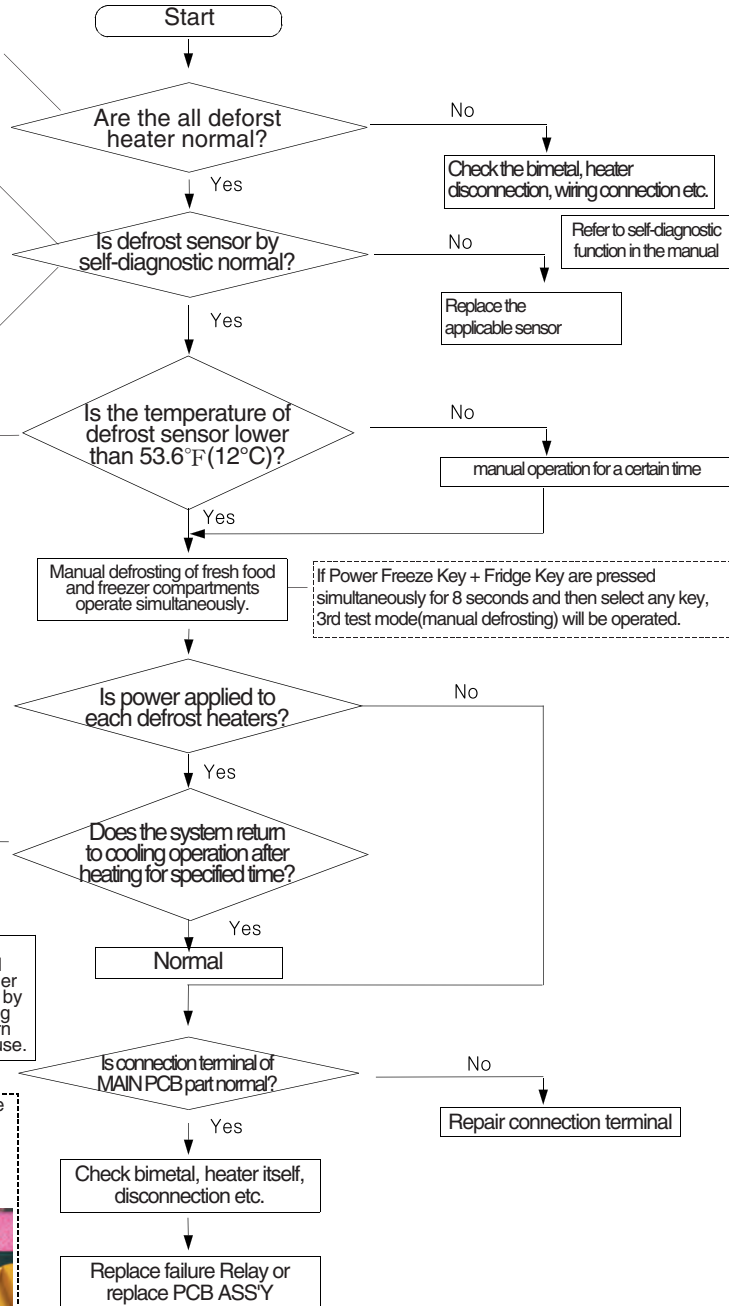 Start
Are the all deforst
heater normal?
No
Check the bimetal, heater
disconnection, wiring connection etc.
Yes
Is defrost sensor by
self-diagnostic normal?
No
Refer to self-diagnostic
function in the manual
Replace the
applicable sensor
Yes
Is the temperature of
defrost sensor lower
than 53.6°F(12°C)?
No
manual operation for a certain time
Yes
Manual defrosting of fresh food
and freezer compartments
operate simultaneously.
If Power Freeze Key + Fridge Key are pressed
simultaneously for 8 seconds and then select any key,
3rd test mode(manual defrosting) will be operated.
Is power applied to
each defrost heaters?
No
Yes
Does the system return
to cooling operation after
heating for specified time?
Yes
Normal
by
Is connection terminal of
MAIN PCB part normal?
No
Repair connection terminal
Yes
Check bimetal, heater itself,
disconnection etc.
Replace failure Relay or
replace PCB ASS'Y